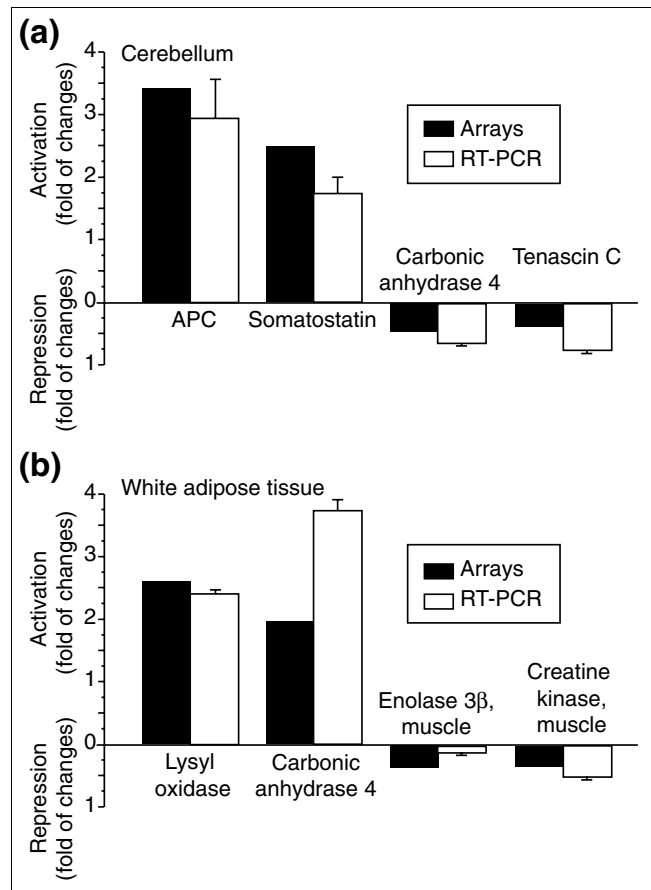 (a)
Cerebellum
4
3
2
1
0
1
Activation
(fold of changes)
Repression
(fold of changes)
Arrays
RT-PCR
Carbonic
anhydrase 4
Tenascin C
APC
Somatostatin
(b)
White adipose tissue
4
3
2
1
0
1
Activation
(fold of changes)
Repression
(fold of changes)
Arrays
RT-PCR
Enolase 3β,
muscle
Creatine
kinase,
muscle
Lysyl
oxidase
Carbonic
anhydrase 4